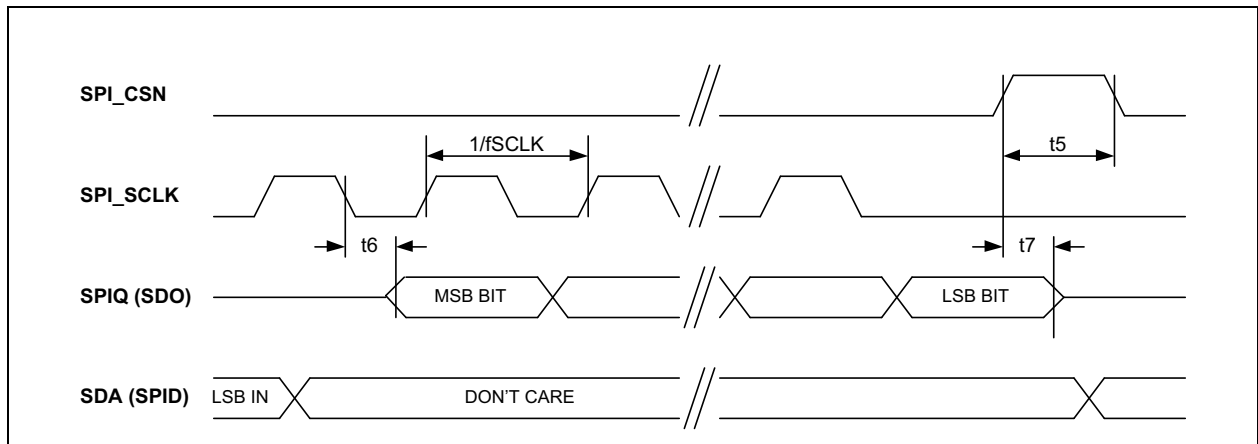 SPI_CSN
1/fSCLK
t5
SPI_SCLK
t6
t7
SPIQ (SDO)
MSB BIT
LSB BIT
SDA (SPID)
LSB IN
DON'T CARE